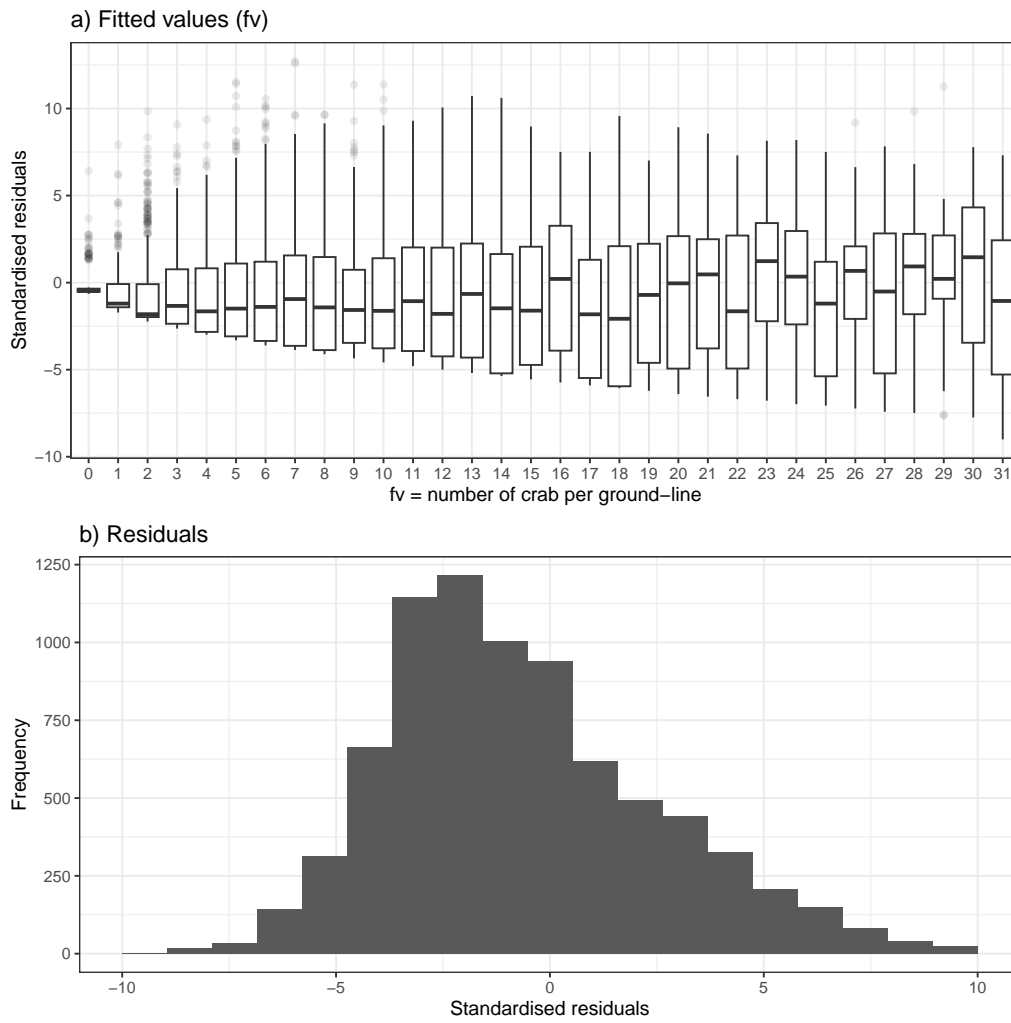 a) Fitted values (fv)
Standardised residuals
10
5
0
−5
−10
0 1 2 3 4 5 6 7 8 9 10 11 12 13 14 15 16 17 18 19 20 21 22 23 24 25 26 27 28 29 30 31
fv = number of crab per ground−line
b) Residuals
Frequency
1250
1000
750
500
250
0
−10 −5 0 5 10
Standardised residuals